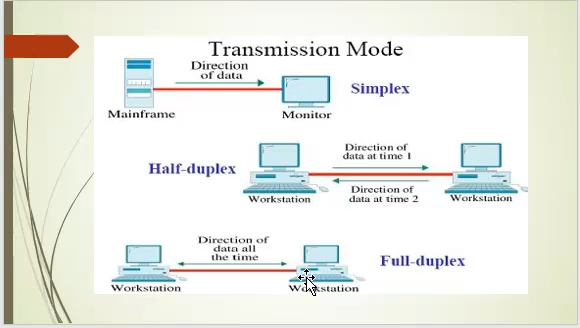 Transmission Mode
Direction
of data
Simplex
Mainframe
Monitor
Direction of
data at time 1
Half-duplex
Direction of
data at time 2
Workstation
Workstation
Direction of
data all
the time
Full-duplex
Workstation
Workstation